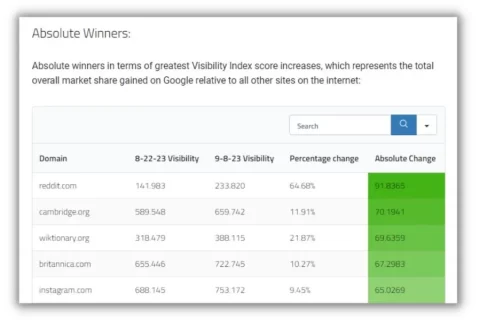 Absolute Winners:
Absolute winners in terms of greatest Visibility Index score increases, which represents the total
overall market share gained on Google relative to all other sites on the internet:
Search
Domain 8-22-23 Visibility 9-8-23 Visibility Percentage change Absolute Change
reddit.com 141.983 233.820 64.68% 91.8365
cambridge.org 589.548 659.742 11.91% 70.1941
wiktionary.org 318.479 388.115 21.87% 69.6359
britannica.com 655.446 722.745 10.27% 67.2983
instagram.com 688.145 753.172 9.45% 65.0269